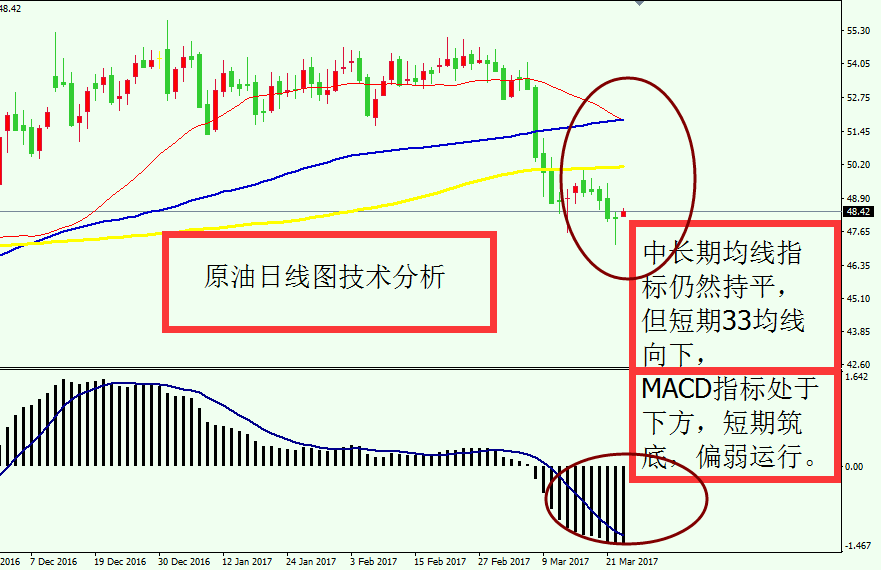 48.42
55.30
54.05
52.75
51.45
50.20
48.90
48.42
47.65
46.35
45.10
43.85
42.60
原油日线图技术分析
中长期均线指
标仍然持平，
但短期33均线
向下，
MACD指标处于
下方，短期筑
底，偏弱运行。
1.642
0.00
-1.467
2016 7 Dec 2016 19 Dec 2016 30 Dec 2016 12 Jan 2017 24 Jan 2017 3 Feb 2017 15 Feb 2017 27 Feb 2017 9 Mar 2017 21 Mar 2017